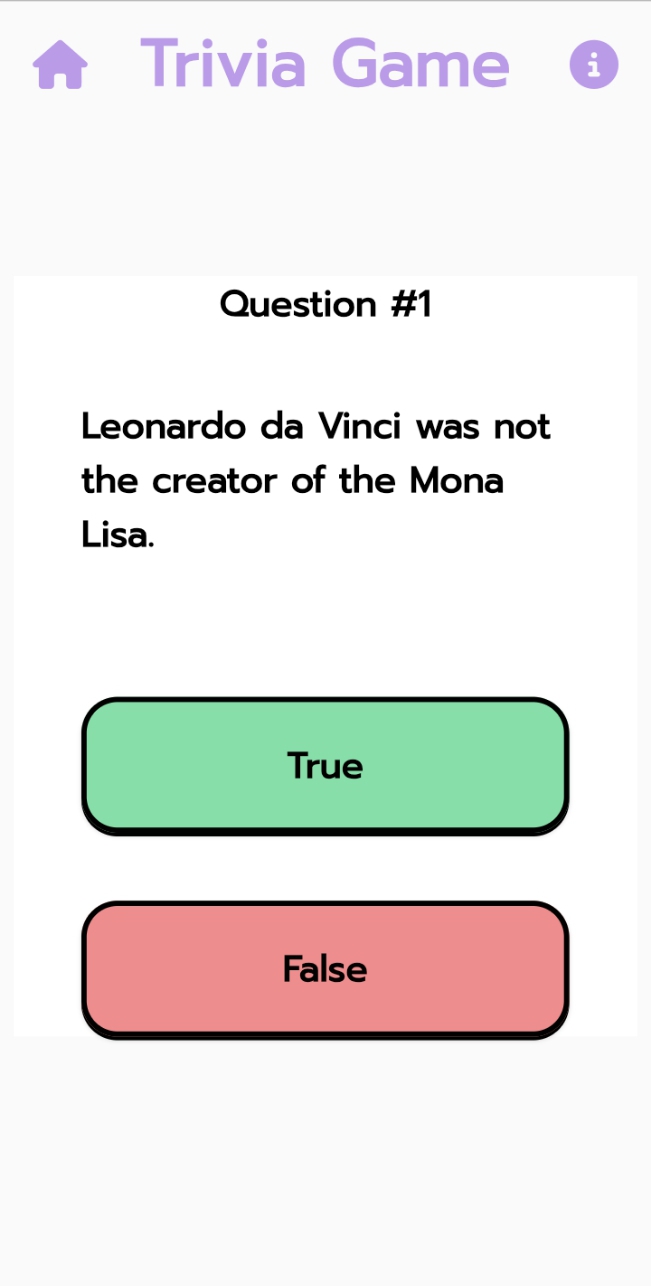 Trivia Game
Question #1
Leonardo da Vinci was not
the creator of the Mona
Lisa.
True
False